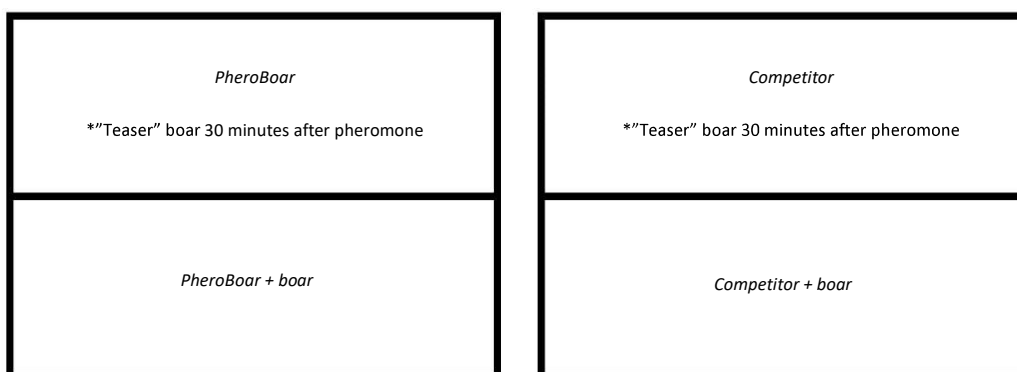 PheroBoar
*”Teaser” boar 30 minutes after pheromone
PheroBoar + boar
Competitor
*”Teaser” boar 30 minutes after pheromone
Competitor + boar